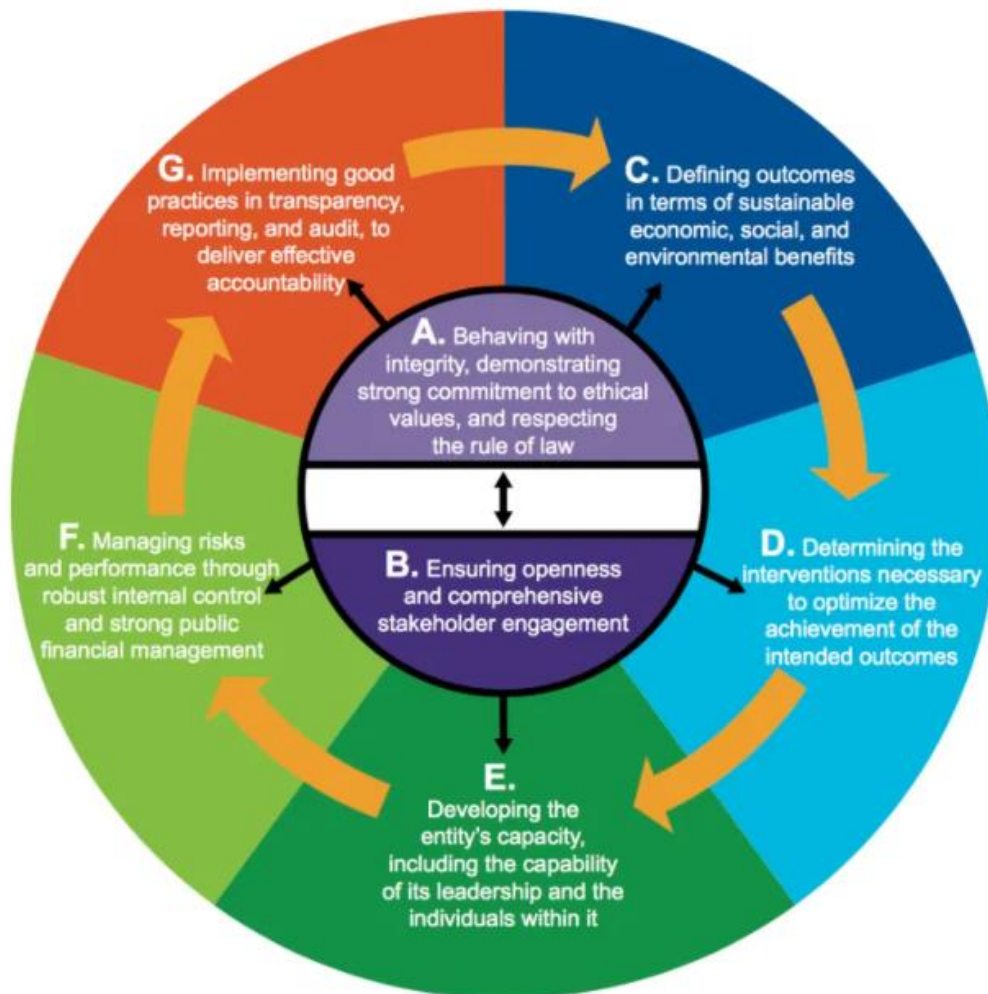 G. Implementing good
practices in transparency,
reporting, and audit, to
deliver effective
accountability
C. Defining outcomes
in terms of sustainable
economic, social, and
environmental benefits
A. Behaving with
integrity, demonstrating
strong commitment to ethical
values, and respecting
the rule of law
B. Ensuring openness
and comprehensive
stakeholder engagement
D. Determining the
interventions necessary
to optimize the
achievement of the
intended outcomes
E.
Developing the
entity's capacity,
including the capability
of its leadership and the
individuals within it
F. Managing risks
and performance through
robust internal control
and strong public
financial management